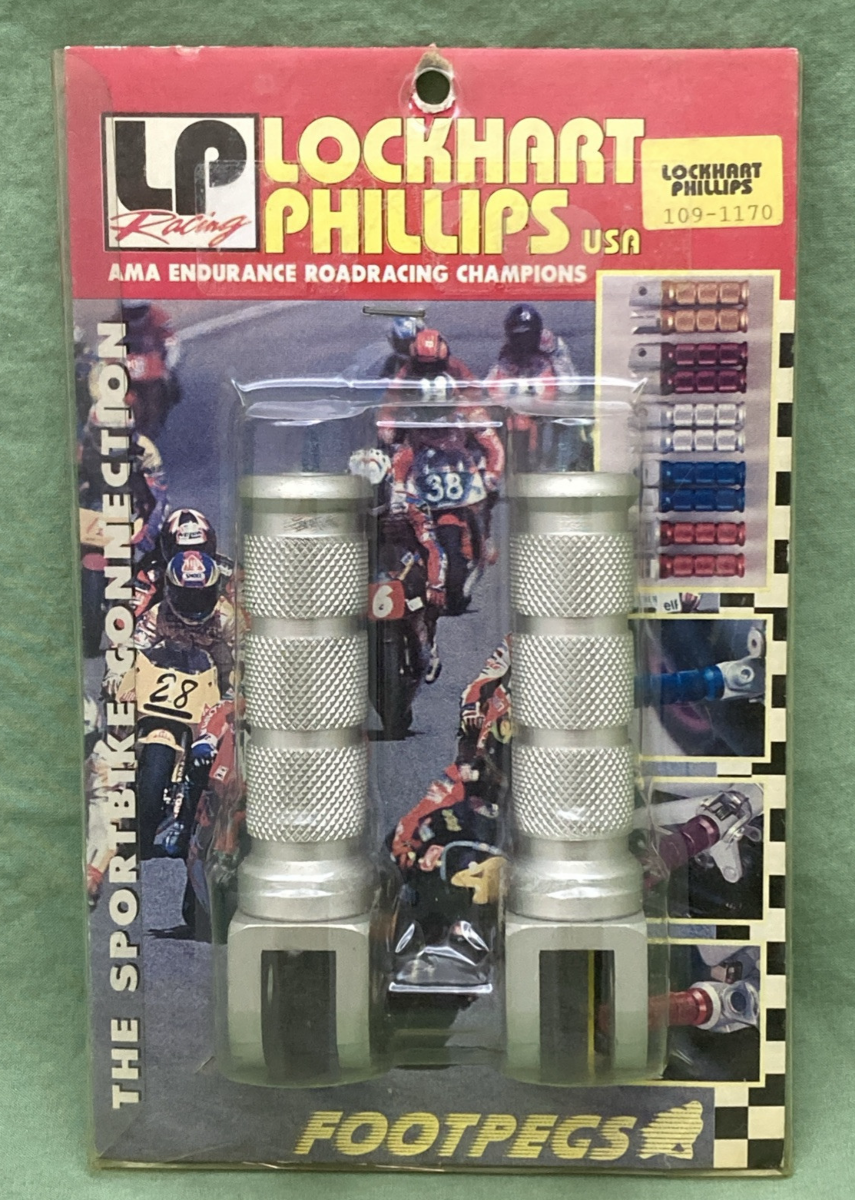 LP
Racing
LOCKHART
PHILLIPS USA
AMA ENDURANCE ROADRACING CHAMPIONS
LOCKHART
PHILLIPS
109-1170
THE SPORTBIKE CONNECTION
38
6
28
elf
FOOTPEGS